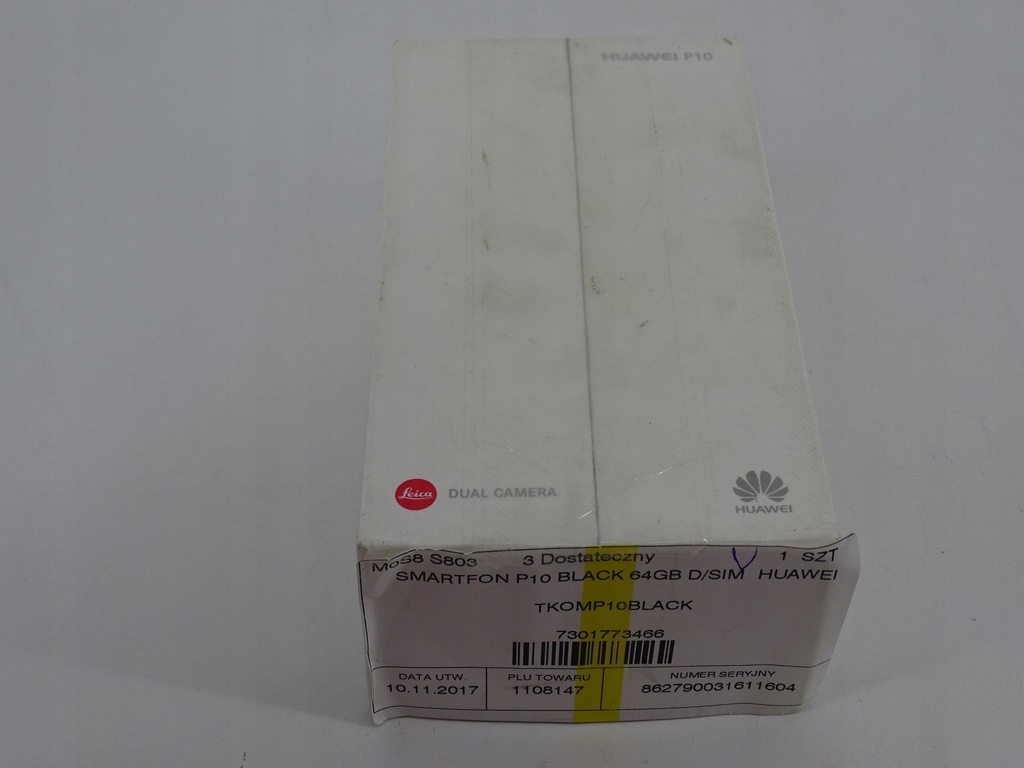 HUAWEI P10
Leica DUAL CAMERA
HUAWEI
MoS8 S803 3 Dostateczny 1 SZT
SMARTFON P10 BLACK 64GB D/SIM HUAWEI
TKOMP10BLACK
7301773466
DATA UTW. PLU TOWARU NUMER SERYJNY
10.11.2017 1108147 862790031611604